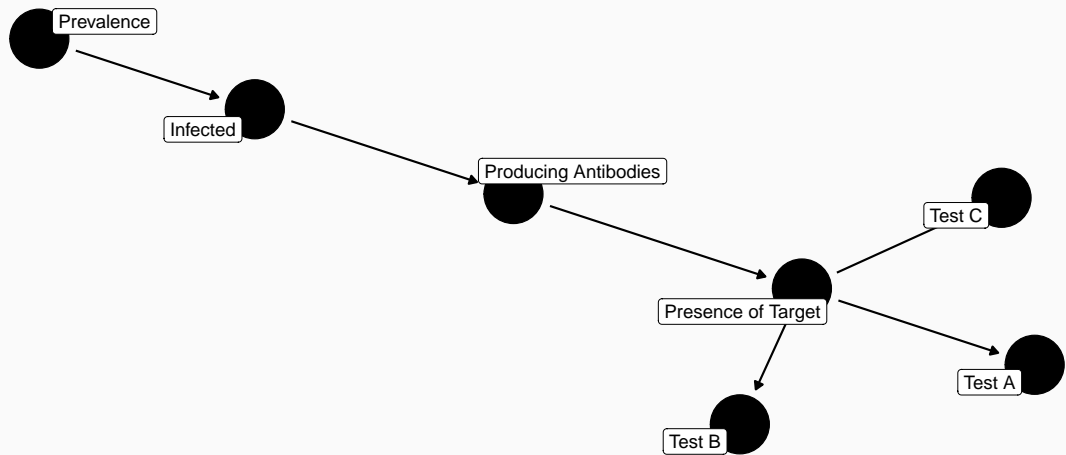 Prevalence
Infected
Producing Antibodies
Test C
Presence of Target
Test A
Test B